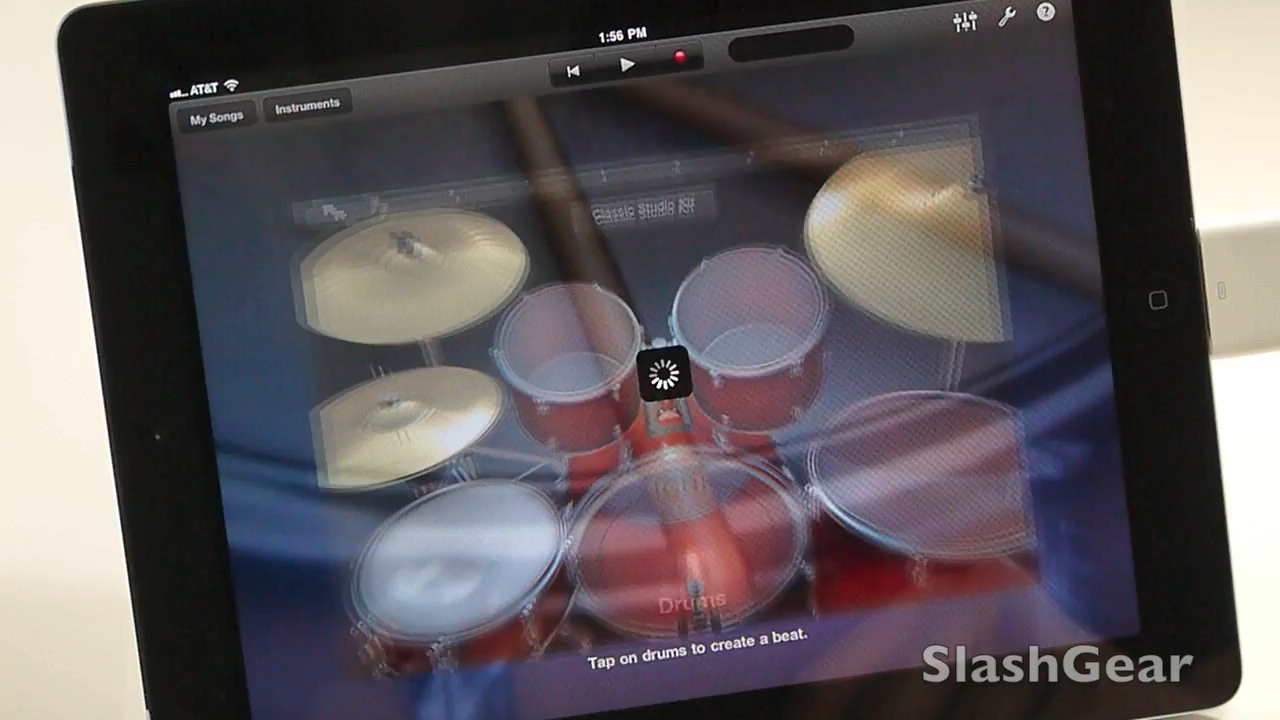 1:56 PM
AT&T
My Songs
Instruments
?
Classic Studio Kit
Drums
Tap on drums to create a beat.
SlashGear